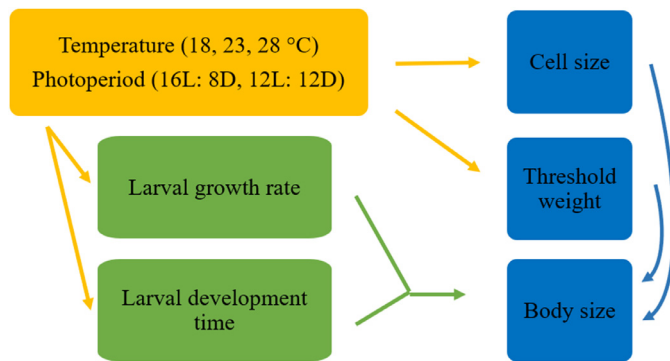 Temperature (18, 23, 28 °C)
Photoperiod (16L: 8D, 12L: 12D)
Cell size
Larval growth rate
Threshold
weight
Larval development
time
Body size